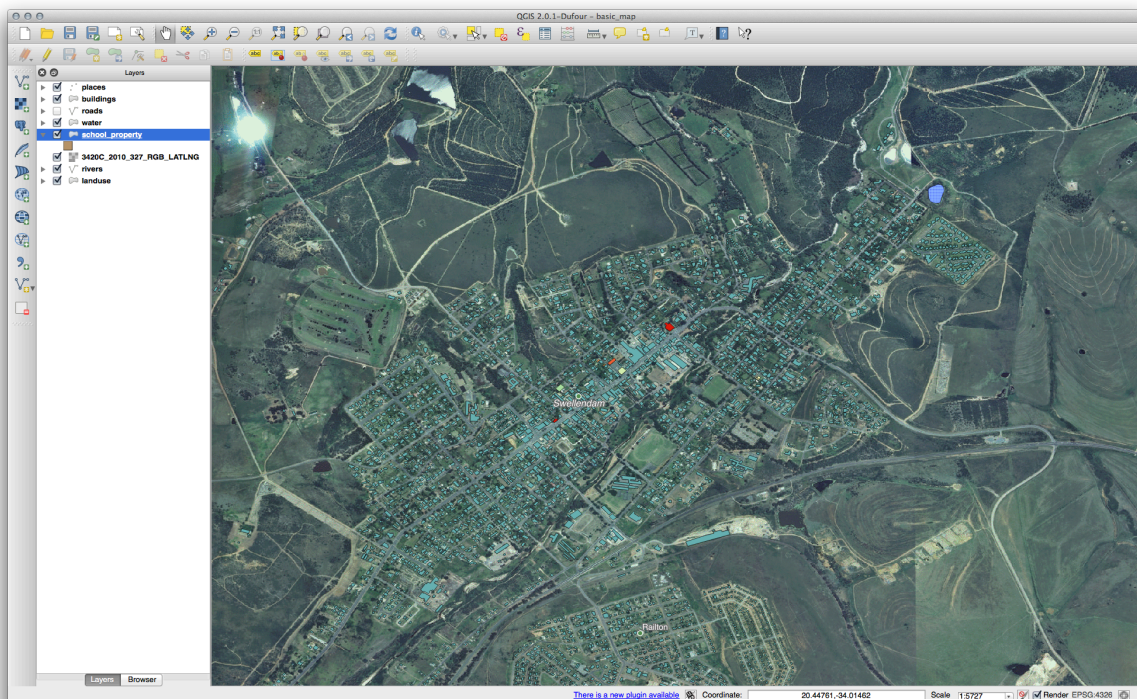 QGIS 2.0.1-Dufour - basic_map
Layers
places
buildings
roads
water
school_property
3420C_2010_327_RGB_LATLNG
rivers
landuse
Swellendam
Railton
Layers
Browser
There is a new plugin available
Coordinate:
20.44761,-34.01462
Scale
1:5727
Render
EPSG:4326